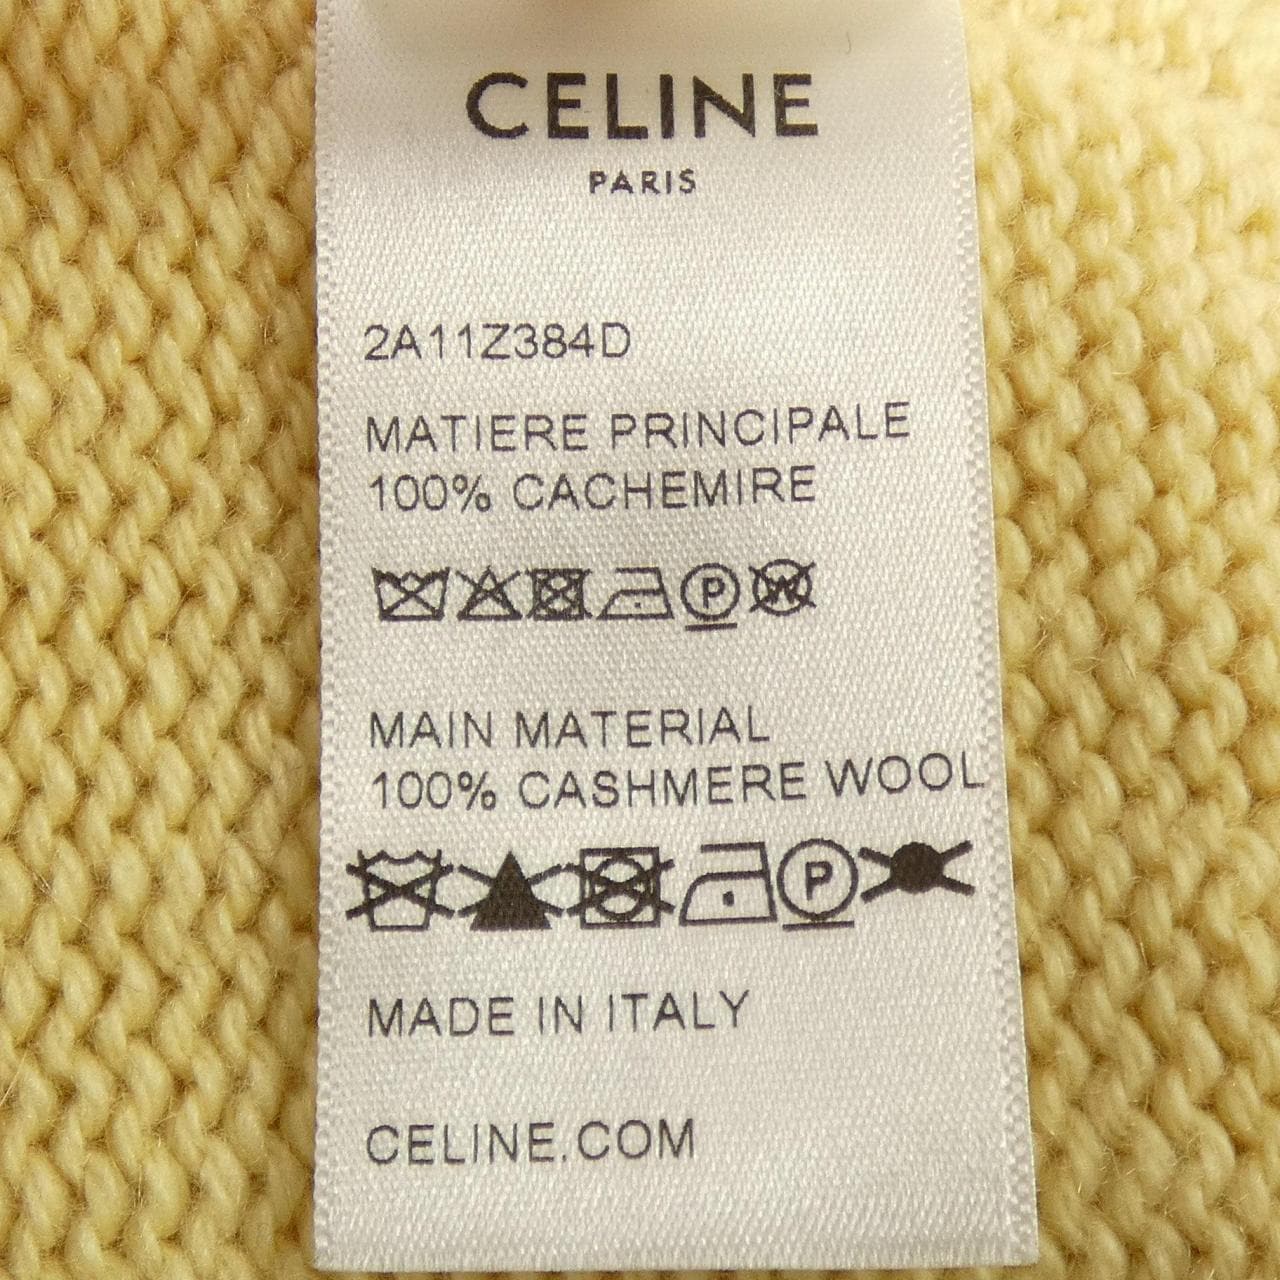 CELINE
PARIS
2A11Z384D
MATIERE PRINCIPALE
100% CACHEMIRE
P W
MAIN MATERIAL
100% CASHMERE WOOL
P
MADE IN ITALY
CELINE.COM